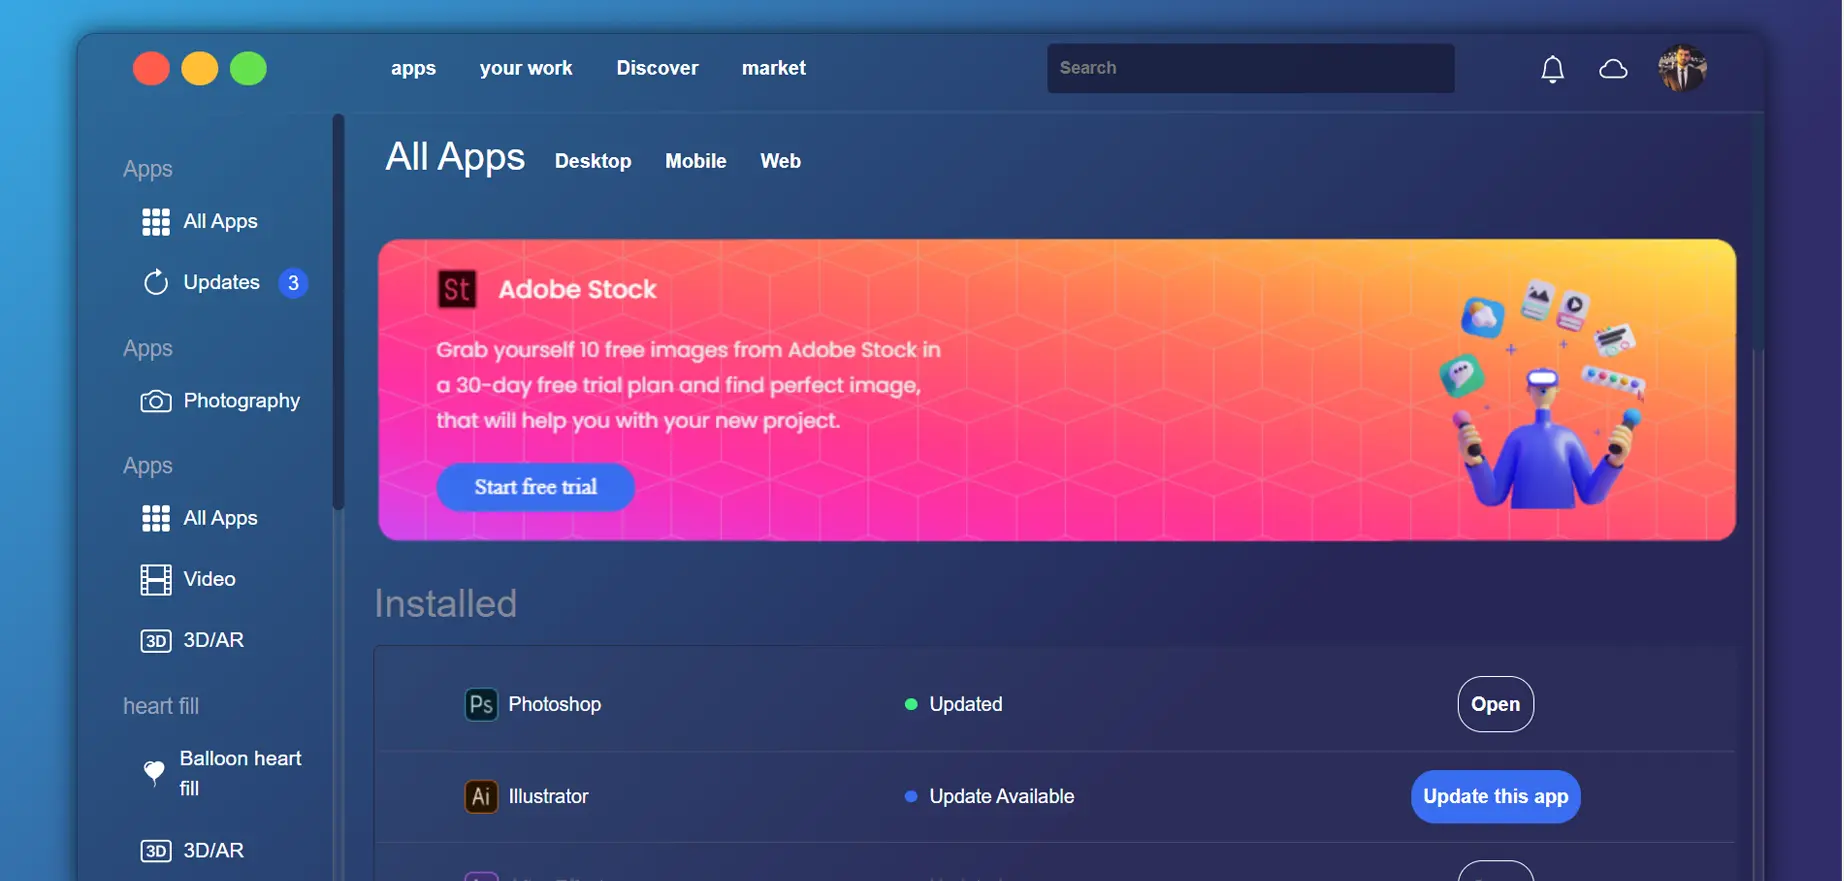 apps your work Discover market Search
Apps
All Apps
Updates 3
Apps
Photography
Apps
All Apps
Video
3D 3D/AR
heart fill
Balloon heart
fill
3D 3D/AR
All Apps Desktop Mobile Web
St Adobe Stock
Grab yourself 10 free images from Adobe Stock in
a 30-day free trial plan and find perfect image,
that will help you with your new project.
Start free trial
Installed
Ps Photoshop Updated Open
Ai Illustrator Update Available Update this app